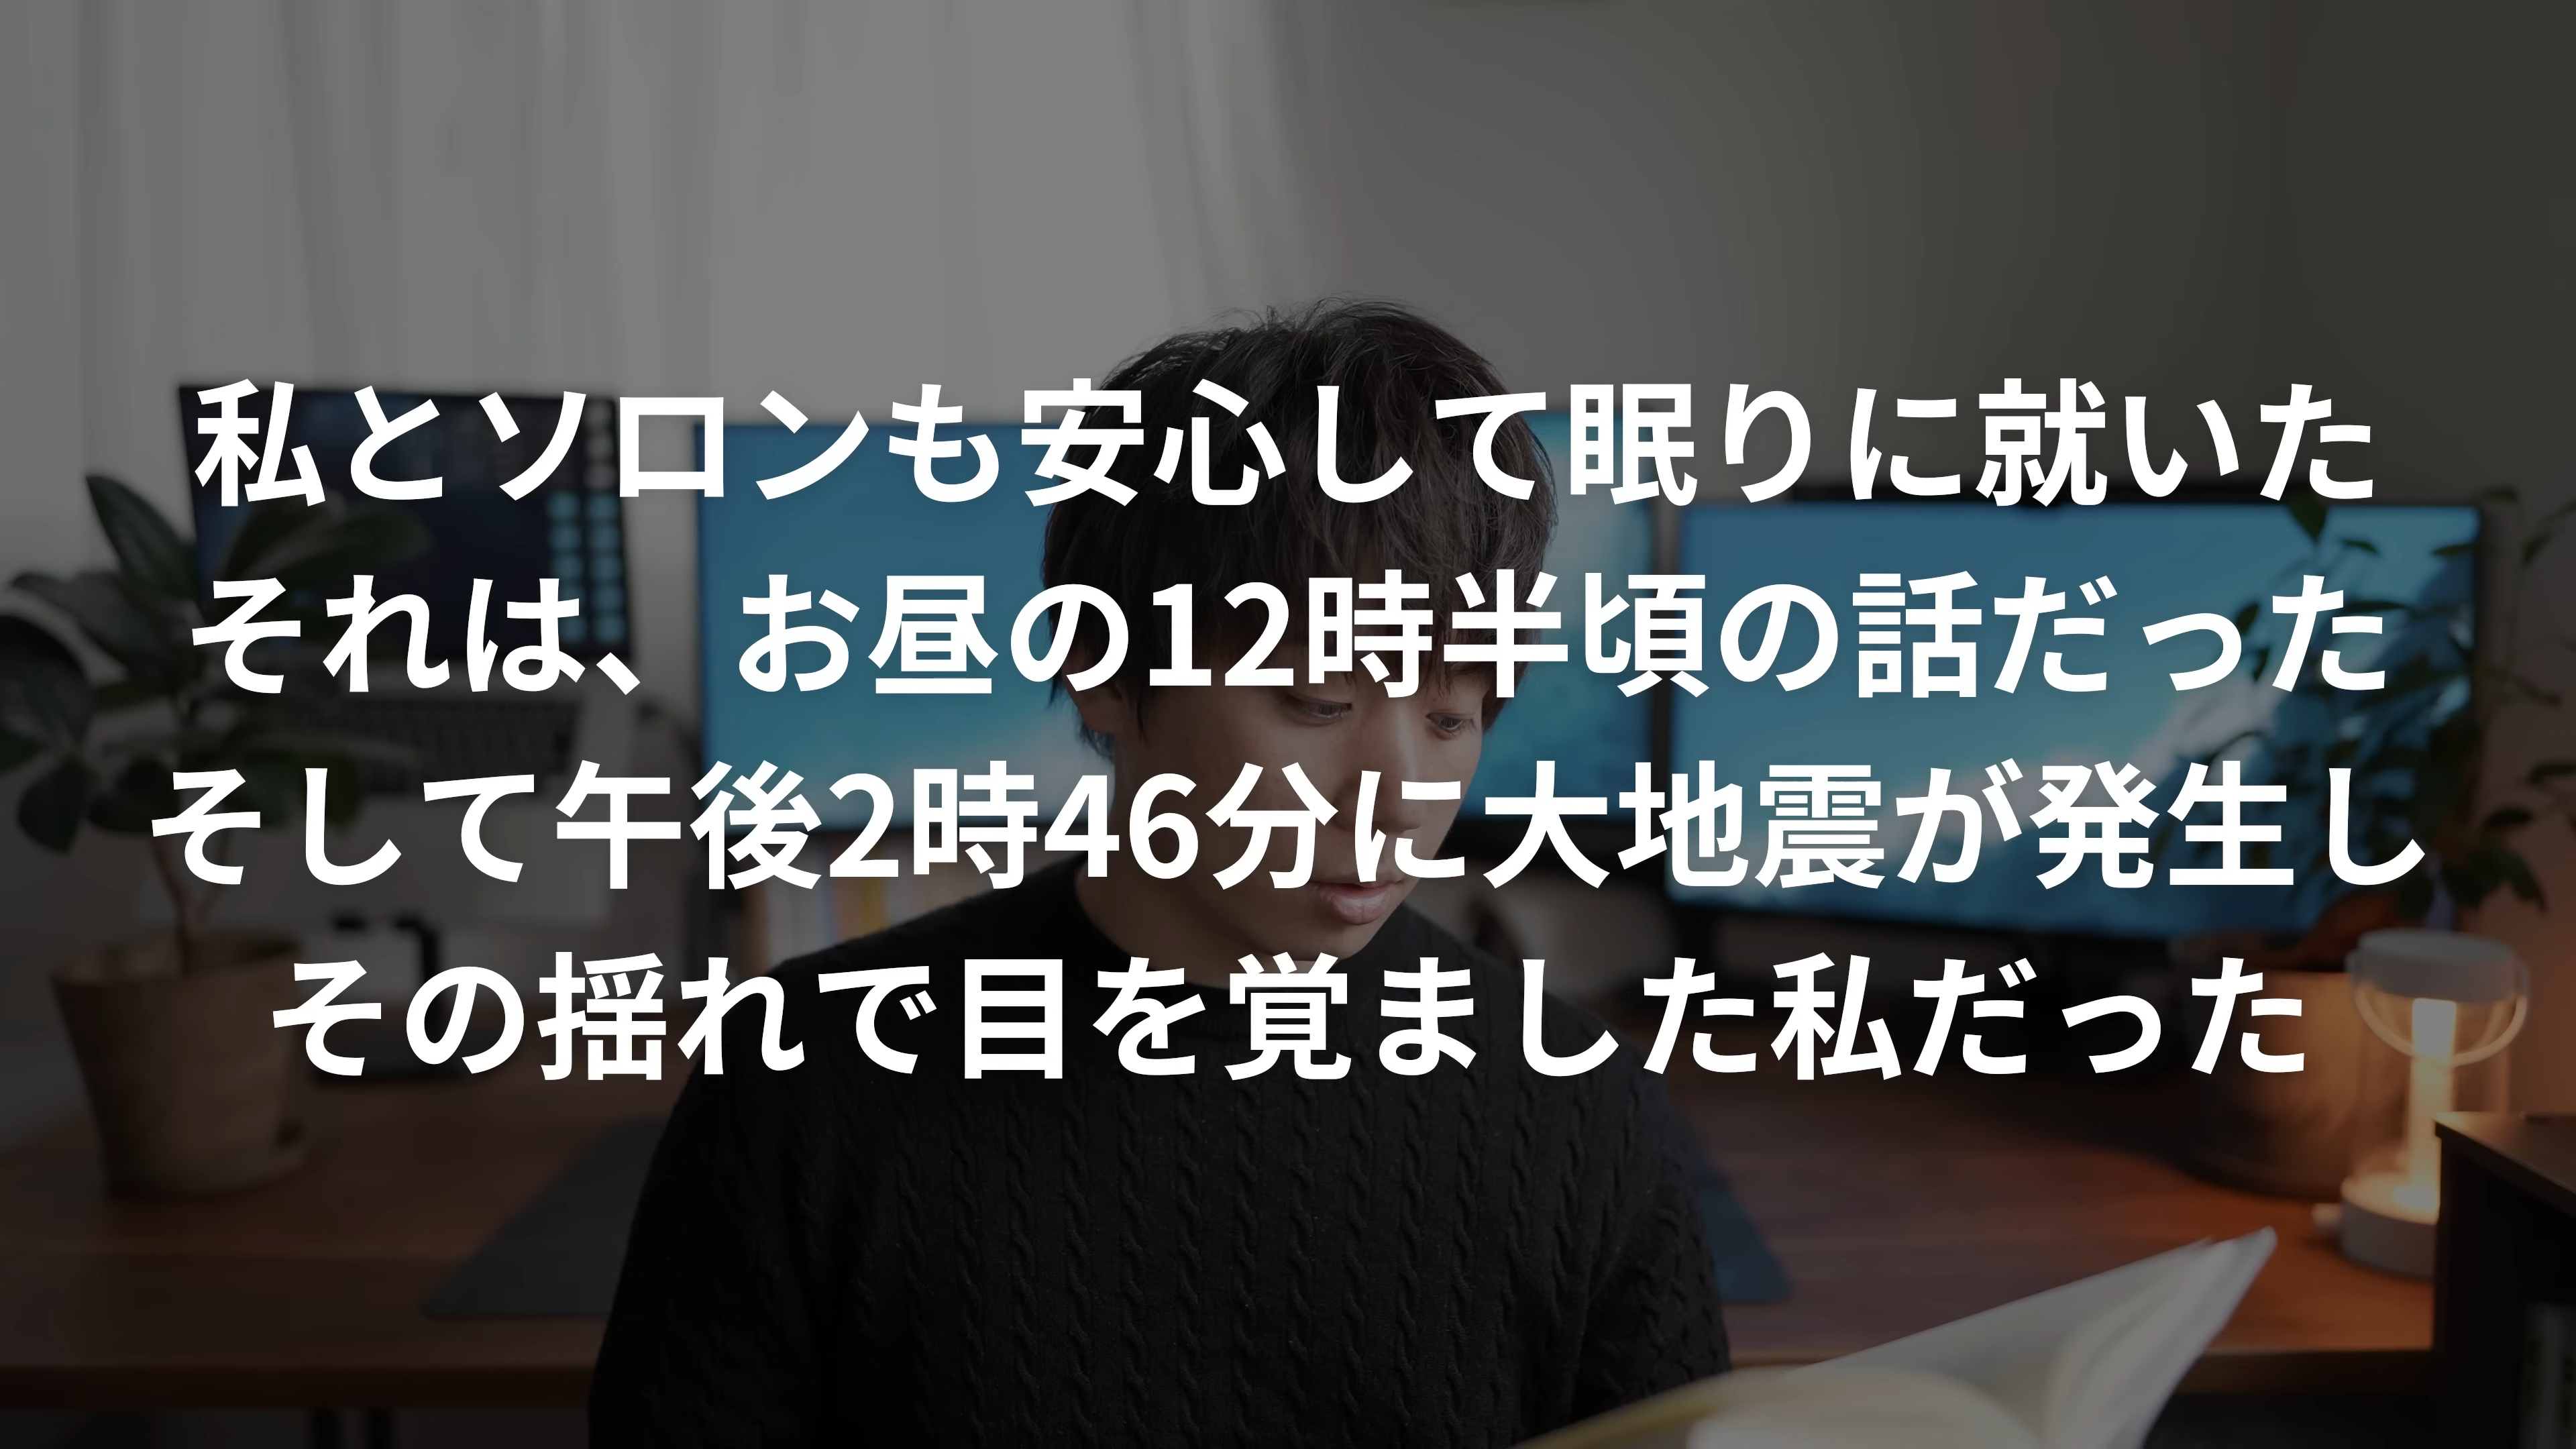 私とソロンも安心して眠りに就いた
それは、お昼の12時半頃の話だった
そして午後2時46分に大地震が発生し
その揺れで目を覚ました私だった